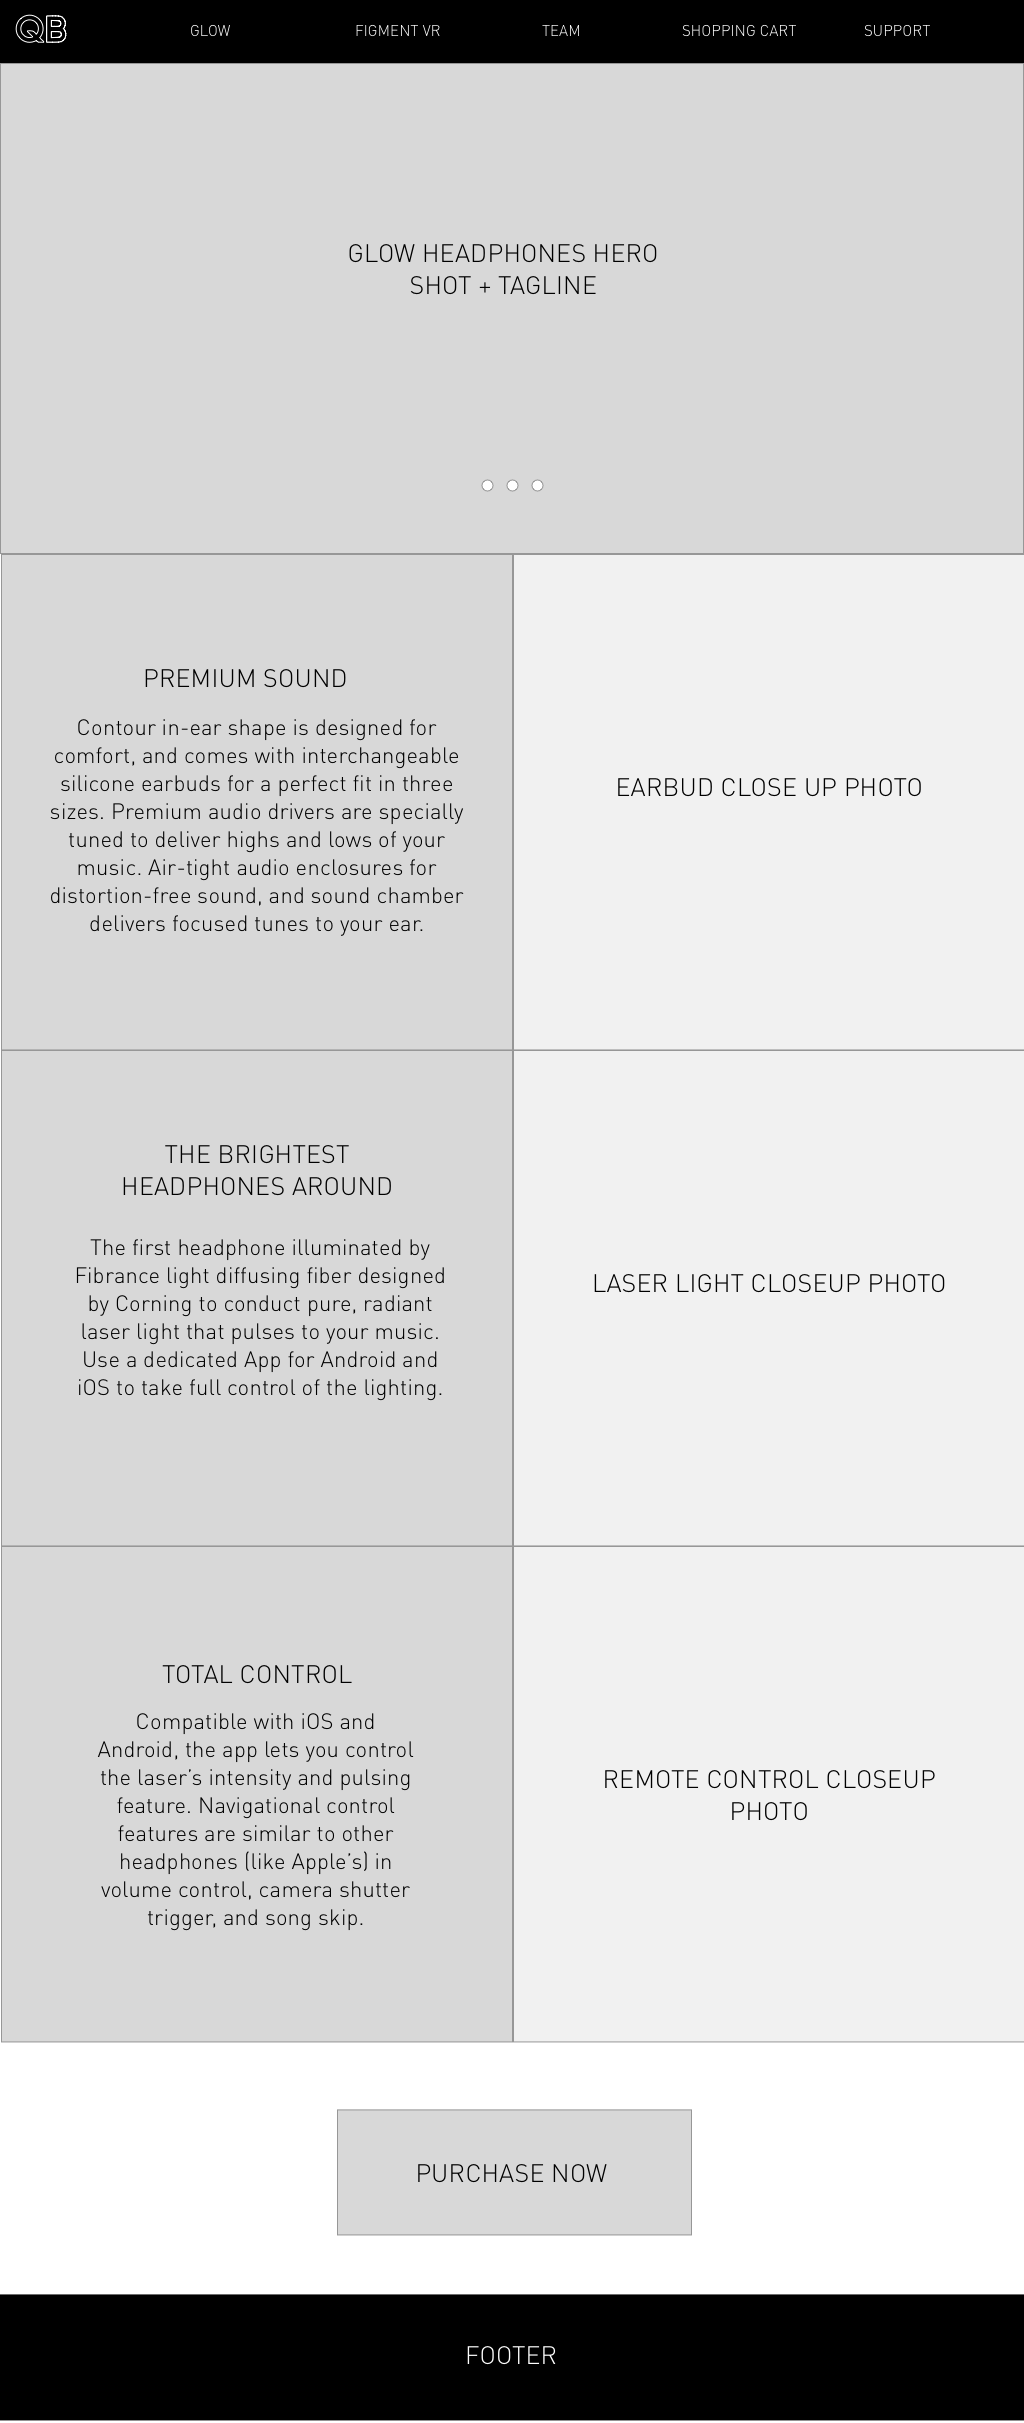 QB
GLOW
FIGMENT VR
TEAM
SHOPPING CART
SUPPORT
GLOW HEADPHONES HERO
SHOT + TAGLINE
PREMIUM SOUND
Contour in-ear shape is designed for
comfort, and comes with interchangeable
silicone earbuds for a perfect fit in three
sizes. Premium audio drivers are specially
tuned to deliver highs and lows of your
music. Air-tight audio enclosures for
distortion-free sound, and sound chamber
delivers focused tunes to your ear.
EARBUD CLOSE UP PHOTO
THE BRIGHTEST
HEADPHONES AROUND
The first headphone illuminated by
Fibrance light diffusing fiber designed
by Corning to conduct pure, radiant
laser light that pulses to your music.
Use a dedicated App for Android and
iOS to take full control of the lighting.
LASER LIGHT CLOSEUP PHOTO
TOTAL CONTROL
Compatible with iOS and
Android, the app lets you control
the laser’s intensity and pulsing
feature. Navigational control
features are similar to other
headphones (like Apple’s) in
volume control, camera shutter
trigger, and song skip.
REMOTE CONTROL CLOSEUP
PHOTO
PURCHASE NOW
FOOTER